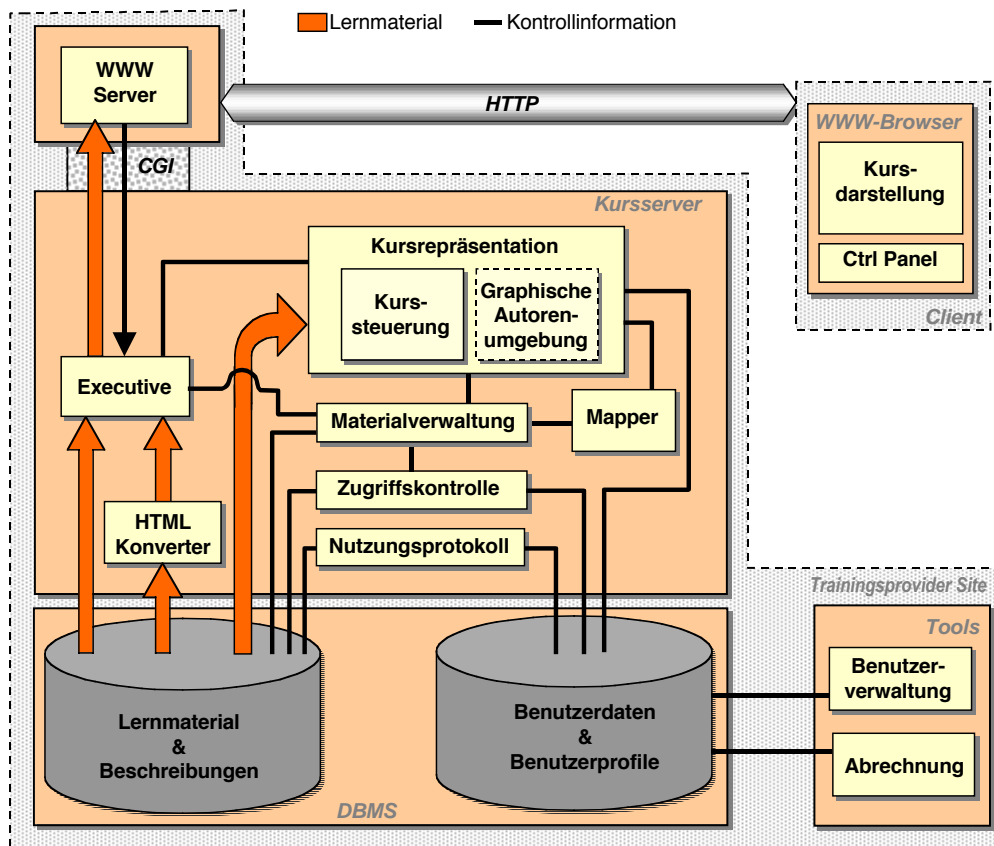 Lernmaterial
Kontrollinformation
WWW
Server
HTTP
WWW-Browser
Kurs-
darstellung
Ctrl Panel
Client
CGI
Kursserver
Kursrepräsentation
Kurs-
steuerung
Graphische
Autoren-
umgebung
Executive
Materialverwaltung
Mapper
Zugriffskontrolle
HTML
Konverter
Nutzungsprotokoll
Trainingsprovider Site
Tools
Benutzer-
verwaltung
Abrechnung
Lernmaterial
&
Beschreibungen
Benutzerdaten
&
Benutzerprofile
DBMS